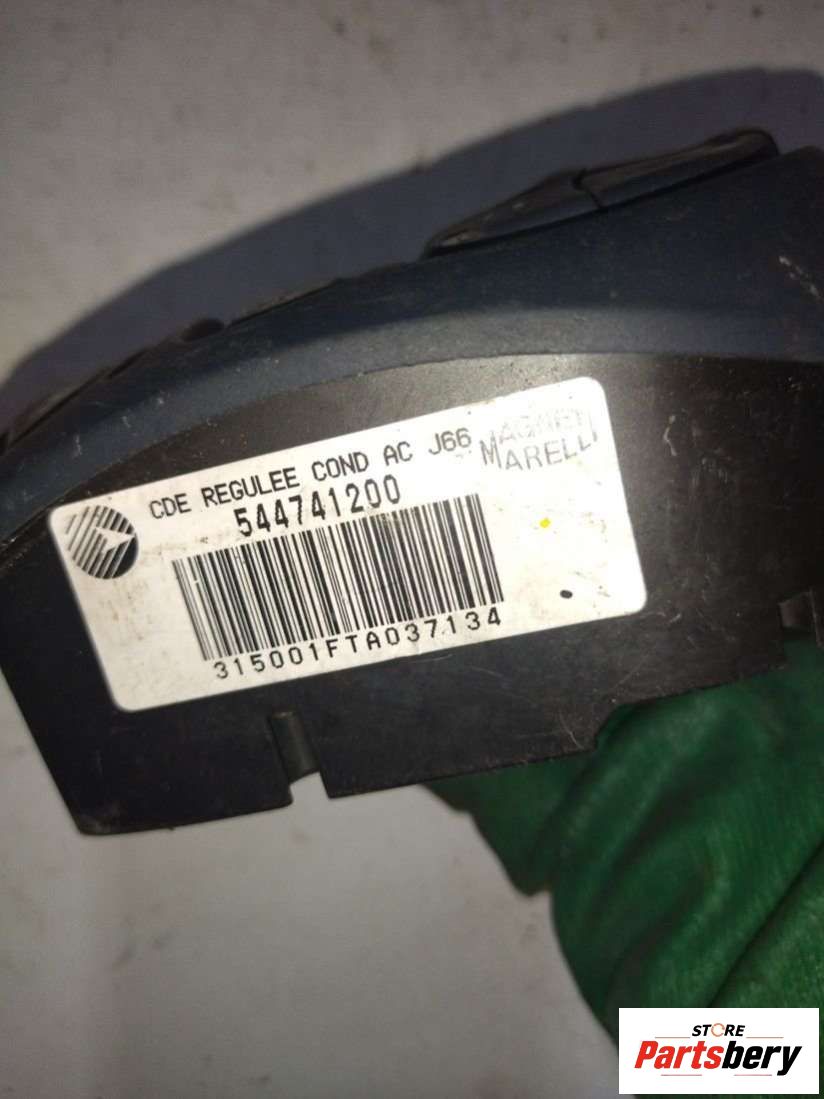 CDE REGULEE COND AC J66
MAGNETI
MARELLI
544741200
315001FTA037134
STORE
Partsbery